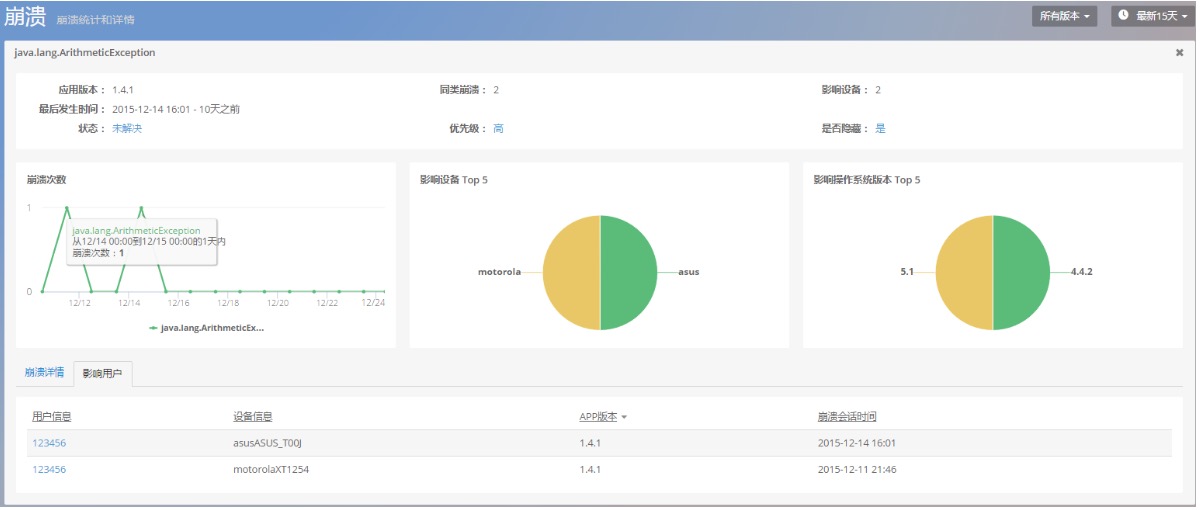 崩溃 崩溃统计和详情 所有版本 最新15天
java.lang.ArithmeticException
应用版本： 1.4.1 同类崩溃： 2 影响设备： 2
最后发生时间： 2015-12-14 16:01 - 10天之前
状态： 未解决 优先级： 高 是否隐藏： 是
崩溃次数 影响设备 Top 5 影响操作系统版本 Top 5
1
java.lang.ArithmeticException
从12/14 00:00到12/15 00:00的1天内
崩溃次数：1
motorola asus 5.1 4.4.2
0
12/12 12/14 12/16 12/18 12/20 12/22 12/24
java.lang.ArithmeticEx...
崩溃详情 影响用户
用户信息 设备信息 APP版本 崩溃会话时间
123456 asusASUS_T00J 1.4.1 2015-12-14 16:01
123456 motorolaXT1254 1.4.1 2015-12-11 21:46